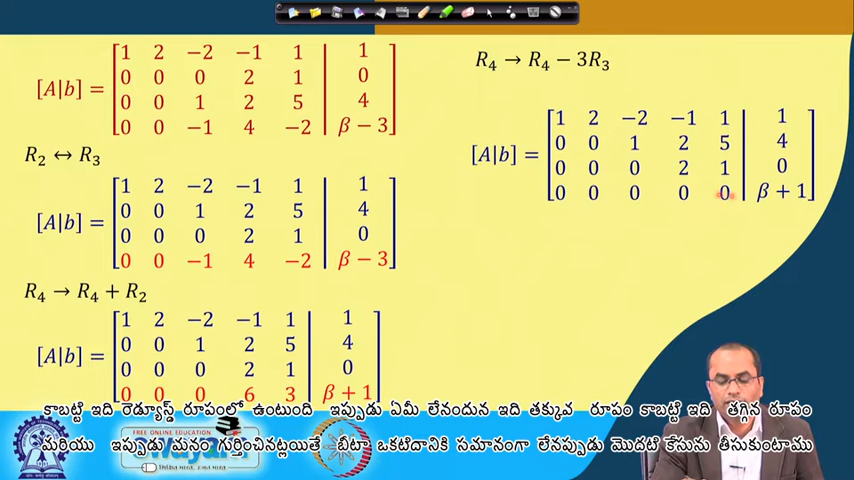 [A|b] = [1 2 −2 −1 1 | 1
0 0 0 2 1 | 0
0 0 1 2 5 | 4
0 0 −1 4 −2 | β − 3]
R₂ ↔ R₃
[A|b] = [1 2 −2 −1 1 | 1
0 0 1 2 5 | 4
0 0 0 2 1 | 0
0 0 −1 4 −2 | β − 3]
R₄ → R₄ + R₂
[A|b] = [1 2 −2 −1 1 | 1
0 0 1 2 5 | 4
0 0 0 2 1 | 0
0 0 0 6 3 | β + 1]
R₄ → R₄ − 3R₃
[A|b] = [1 2 −2 −1 1 | 1
0 0 1 2 5 | 4
0 0 0 2 1 | 0
0 0 0 0 0 | β + 1]
కాబట్టి ఇది రెడ్యూస్డ్ రూపంలో ఉంటుంది ఇప్పుడు ఏమీ లేనందున ఇది తక్కువ రూపం కాబట్టి ఇది తగ్గిన రూపం
మరియు ఇప్పుడు మనం గుర్తించినట్లయితే బీటా ఒకటిదానికి సమానంగా లేనప్పుడు మొదటి కేసును తీసుకుంటాము
FREE ONLINE EDUCATION
swayam